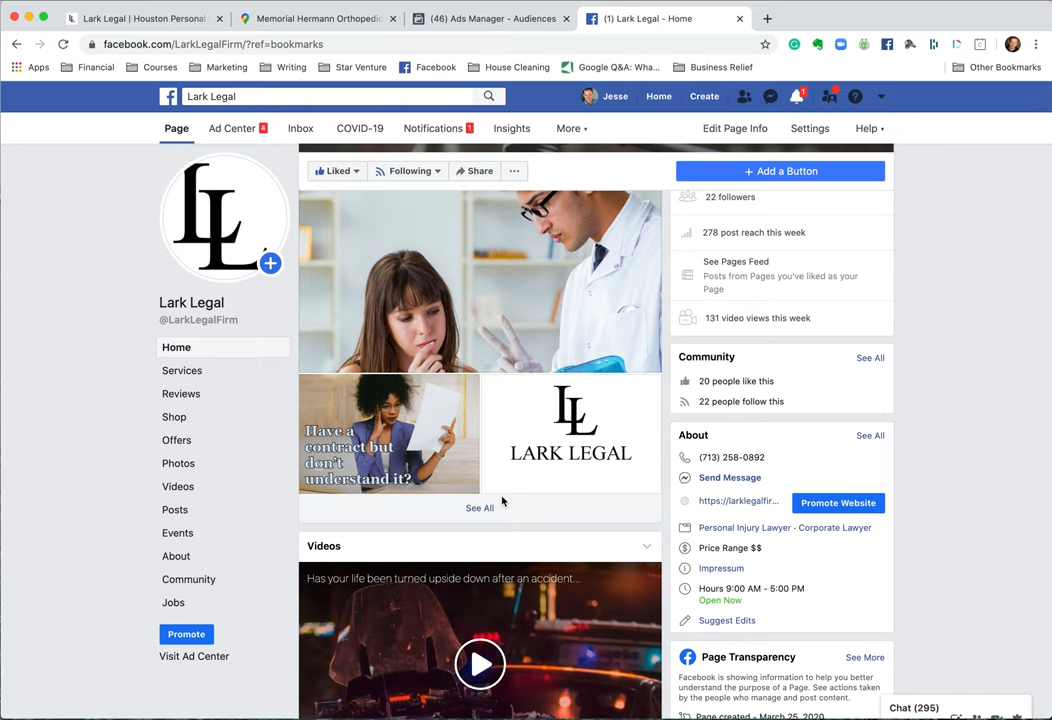 Lark Legal | Houston Personal
Memorial Hermann Orthopedic
(46) Ads Manager - Audiences
(1) Lark Legal - Home
facebook.com/LarkLegalFirm/?ref=bookmarks
Apps
Financial
Courses
Marketing
Writing
Star Venture
Facebook
House Cleaning
Google Q&A: Wha...
Business Relief
Other Bookmarks
Lark Legal
Jesse
Home
Create
1
Page
Ad Center 4
Inbox
COVID-19
Notifications 1
Insights
More
Edit Page Info
Settings
Help
LL
Lark Legal
@LarkLegalFirm
Home
Services
Reviews
Shop
Offers
Photos
Videos
Posts
Events
About
Community
Jobs
Promote
Visit Ad Center
Liked
Following
Share
...
+ Add a Button
Have a
contract but
don't
understand it?
LL
LARK LEGAL
See All
Videos
Has your life been turned upside down after an accident...
22 followers
278 post reach this week
See Pages Feed
Posts from Pages you've liked as your
Page
131 video views this week
Community
See All
20 people like this
22 people follow this
About
See All
(713) 258-0892
Send Message
https://larklegalfir...
Promote Website
Personal Injury Lawyer · Corporate Lawyer
Price Range $$
Impressum
Hours 9:00 AM - 5:00 PM
Open Now
Suggest Edits
Page Transparency
See More
Facebook is showing information to help you better
understand the purpose of a Page. See actions taken
by the people who manage and post content.
Page created - March 25, 2020
Chat (295)